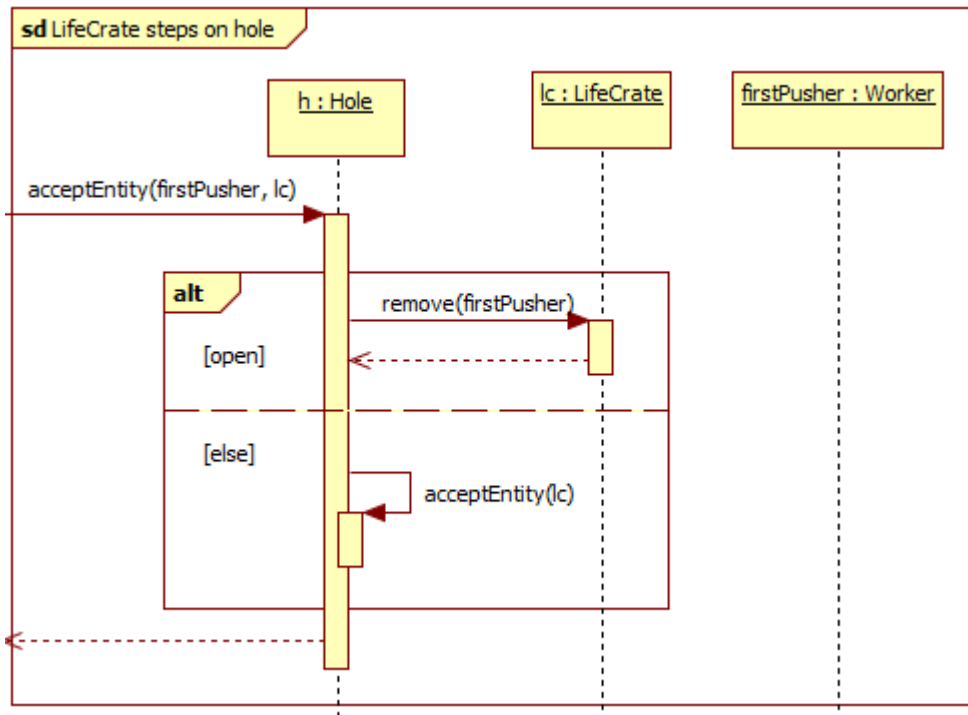 sd LifeCrate steps on hole
h : Hole
lc : LifeCrate
firstPusher : Worker
acceptEntity(firstPusher, lc)
alt
remove(firstPusher)
[open]
[else]
acceptEntity(lc)